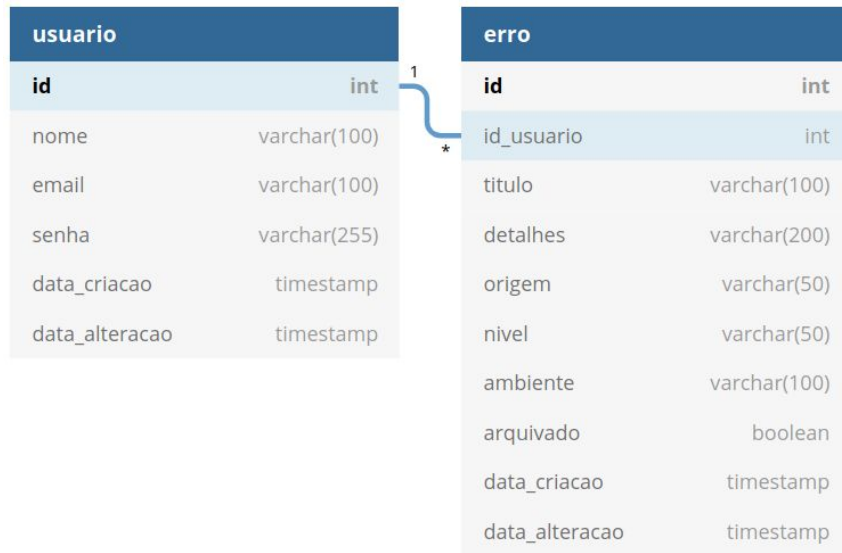 usuario
id int
nome varchar(100)
email varchar(100)
senha varchar(255)
data_criacao timestamp
data_alteracao timestamp
1
*
erro
id int
id_usuario int
titulo varchar(100)
detalhes varchar(200)
origem varchar(50)
nivel varchar(50)
ambiente varchar(100)
arquivado boolean
data_criacao timestamp
data_alteracao timestamp